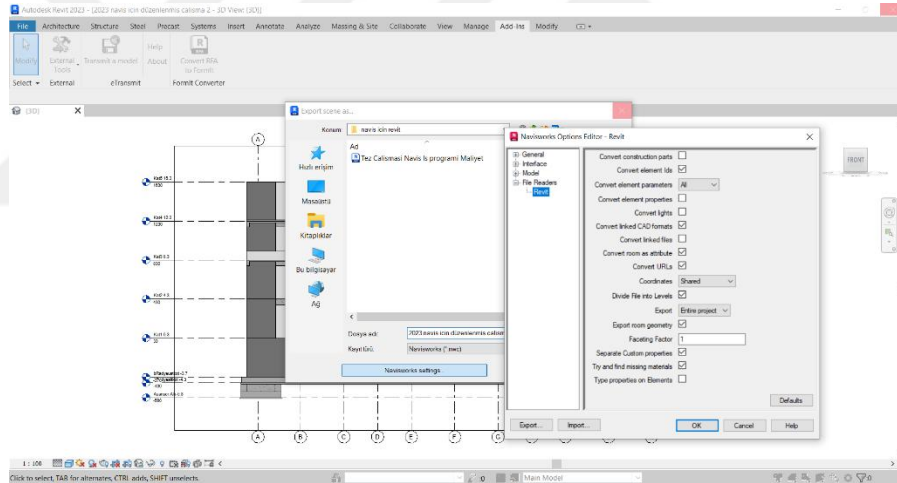 Autodesk Revit 2023 - [2023 navis icin düzenlenmis calisma 2 - 3D View: {3D}]
File Architecture Structure Steel Precast Systems Insert Annotate Analyze Massing & Site Collaborate View Manage Add-Ins Modify
Modify External Tools Transmit a model Help About Convert RFA to FormIt
Select External eTransmit FormIt Converter
{3D}
FRONT
Export scene as...
Konum: navis icin revit
Ad
Tez Calismasi Navis Is programi Maliyet
Hızlı erişim
Masaüstü
Kitaplıklar
Bu bilgisayar
Ağ
Dosya adı: 2023 navis icin düzenlenmis calism
Kayıt türü: Navisworks (*.nwc)
Navisworks settings...
Navisworks Options Editor - Revit
General
Interface
Model
File Readers
Revit
Convert construction parts
Convert element Ids
Convert element parameters All
Convert element properties
Convert lights
Convert linked CAD formats
Convert linked files
Convert room as attribute
Convert URLs
Coordinates Shared
Divide File into Levels
Export Entire project
Export room geometry
Faceting Factor 1
Separate Custom properties
Try and find missing materials
Type properties on Elements
Defaults
Export... Import... OK Cancel Help
A
A B C D E F G
1 : 100
Click to select, TAB for alternates, CTRL adds, SHIFT unselects. :0 Main Model :0